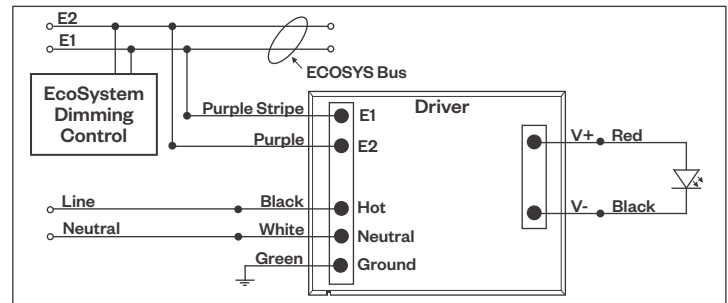 E2
E1
ECOSYS Bus
EcoSystem
Dimming
Control
Driver
Purple Stripe
E1
Purple
E2
V+
Red
Line
Black
Hot
V-
Black
Neutral
White
Neutral
Green
Ground